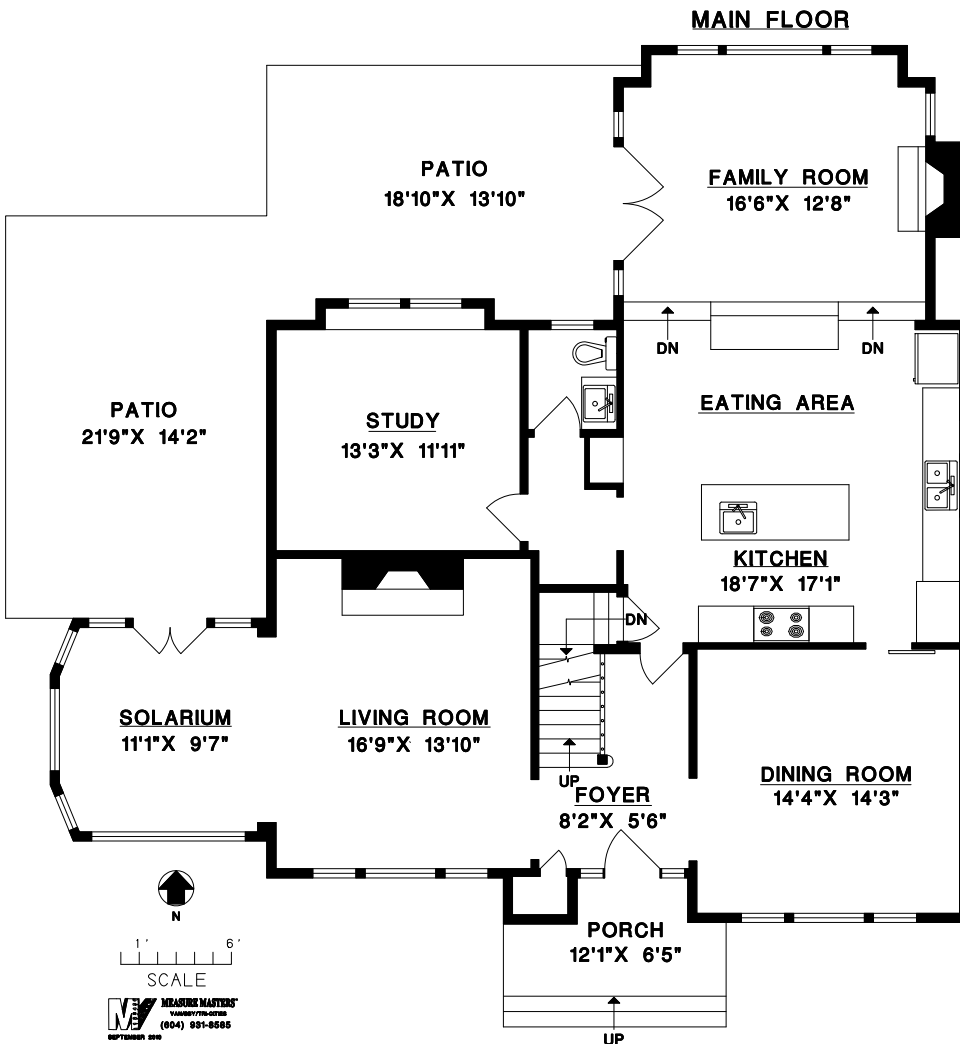 MAIN FLOOR
PATIO
18'10"X 13'10"
FAMILY ROOM
16'6"X 12'8"
DN
DN
PATIO
21'9"X 14'2"
STUDY
13'3"X 11'11"
EATING AREA
KITCHEN
18'7"X 17'1"
DN
SOLARIUM
11'1"X 9'7"
LIVING ROOM
16'9"X 13'10"
UP
FOYER
8'2"X 5'6"
DINING ROOM
14'4"X 14'3"
N
PORCH
12'1"X 6'5"
UP
1' 6'
SCALE
MEASURE MASTERS
(604) 931-8585
SEPTEMBER 2010